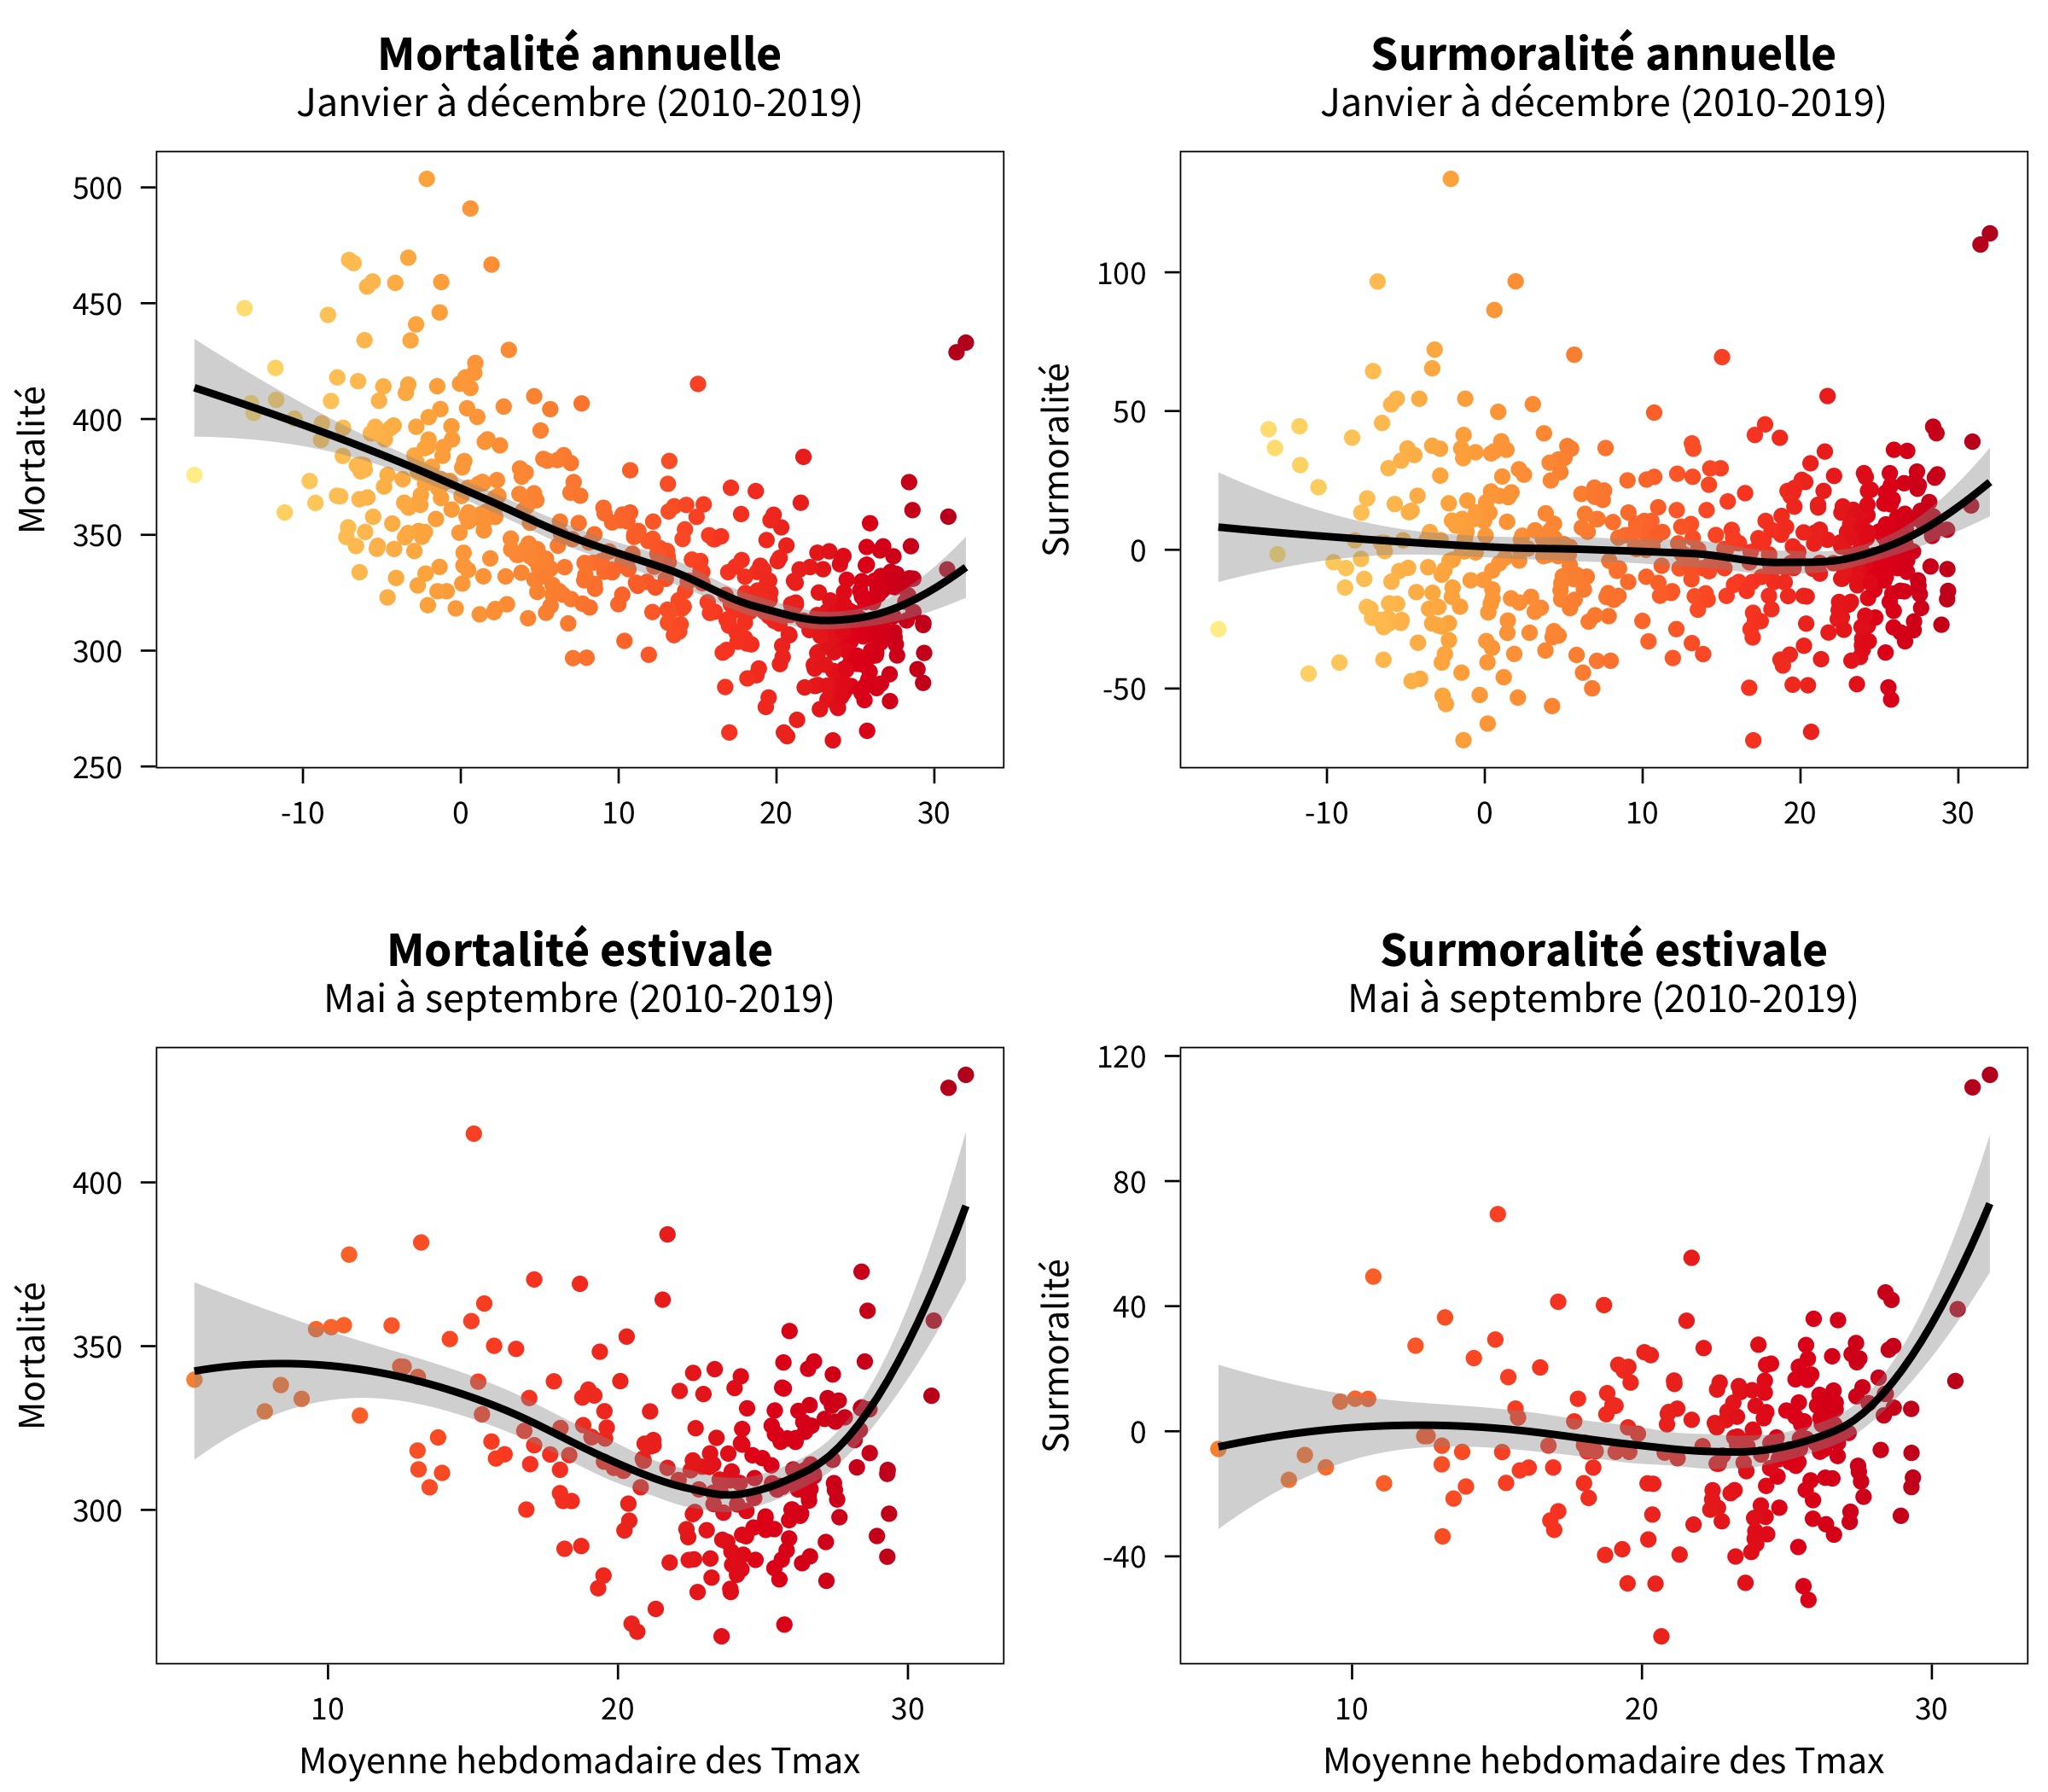 Mortalité annuelle
Janvier à décembre (2010-2019)
Mortalité
500
450
400
350
300
250
-10 0 10 20 30
Surmoralité annuelle
Janvier à décembre (2010-2019)
Surmoralité
100
50
0
-50
-10 0 10 20 30
Mortalité estivale
Mai à septembre (2010-2019)
Mortalité
400
350
300
10 20 30
Moyenne hebdomadaire des Tmax
Surmoralité estivale
Mai à septembre (2010-2019)
Surmoralité
120
80
40
0
-40
10 20 30
Moyenne hebdomadaire des Tmax